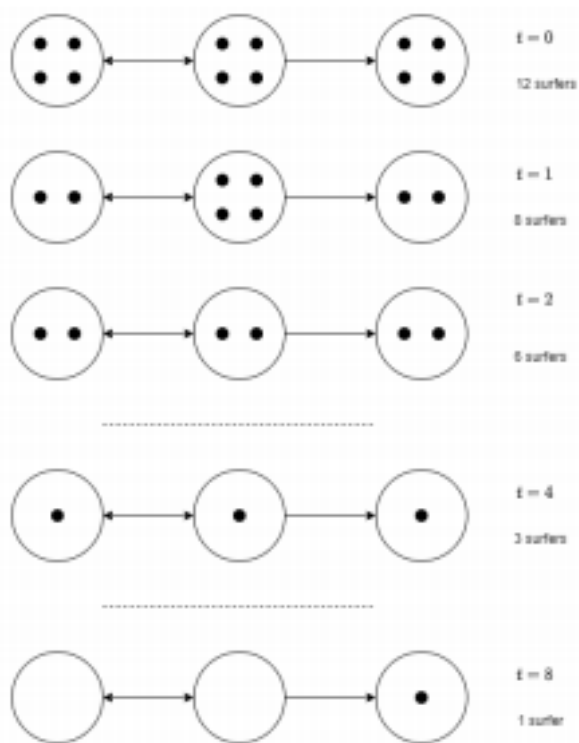 t = 0
12 surfers
t = 1
8 surfers
t = 2
6 surfers
t = 4
3 surfers
t = 8
1 surfer